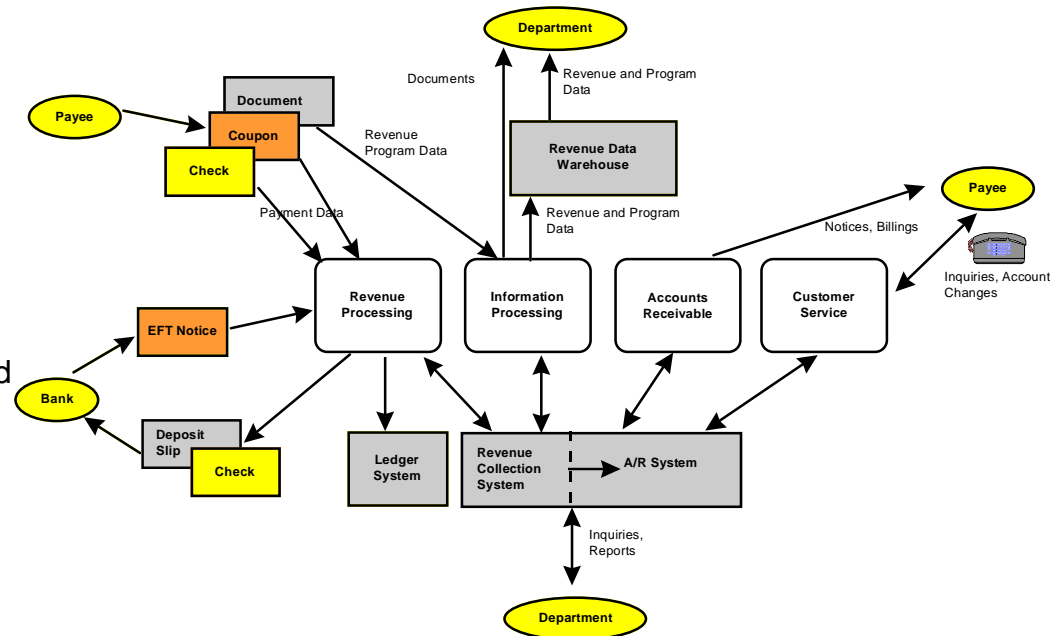 Department
Documents
Revenue and Program
Data
Document
Payee
Coupon
Revenue
Program Data
Check
Revenue Data
Warehouse
Payee
Payment Data
Revenue and Program
Data
Notices, Billings
Inquiries, Account
Changes
Revenue
Processing
Information
Processing
Accounts
Receivable
Customer
Service
EFT Notice
d
Bank
Deposit
Slip
Check
Ledger
System
Revenue
Collection
System
A/R System
Inquiries,
Reports
Department